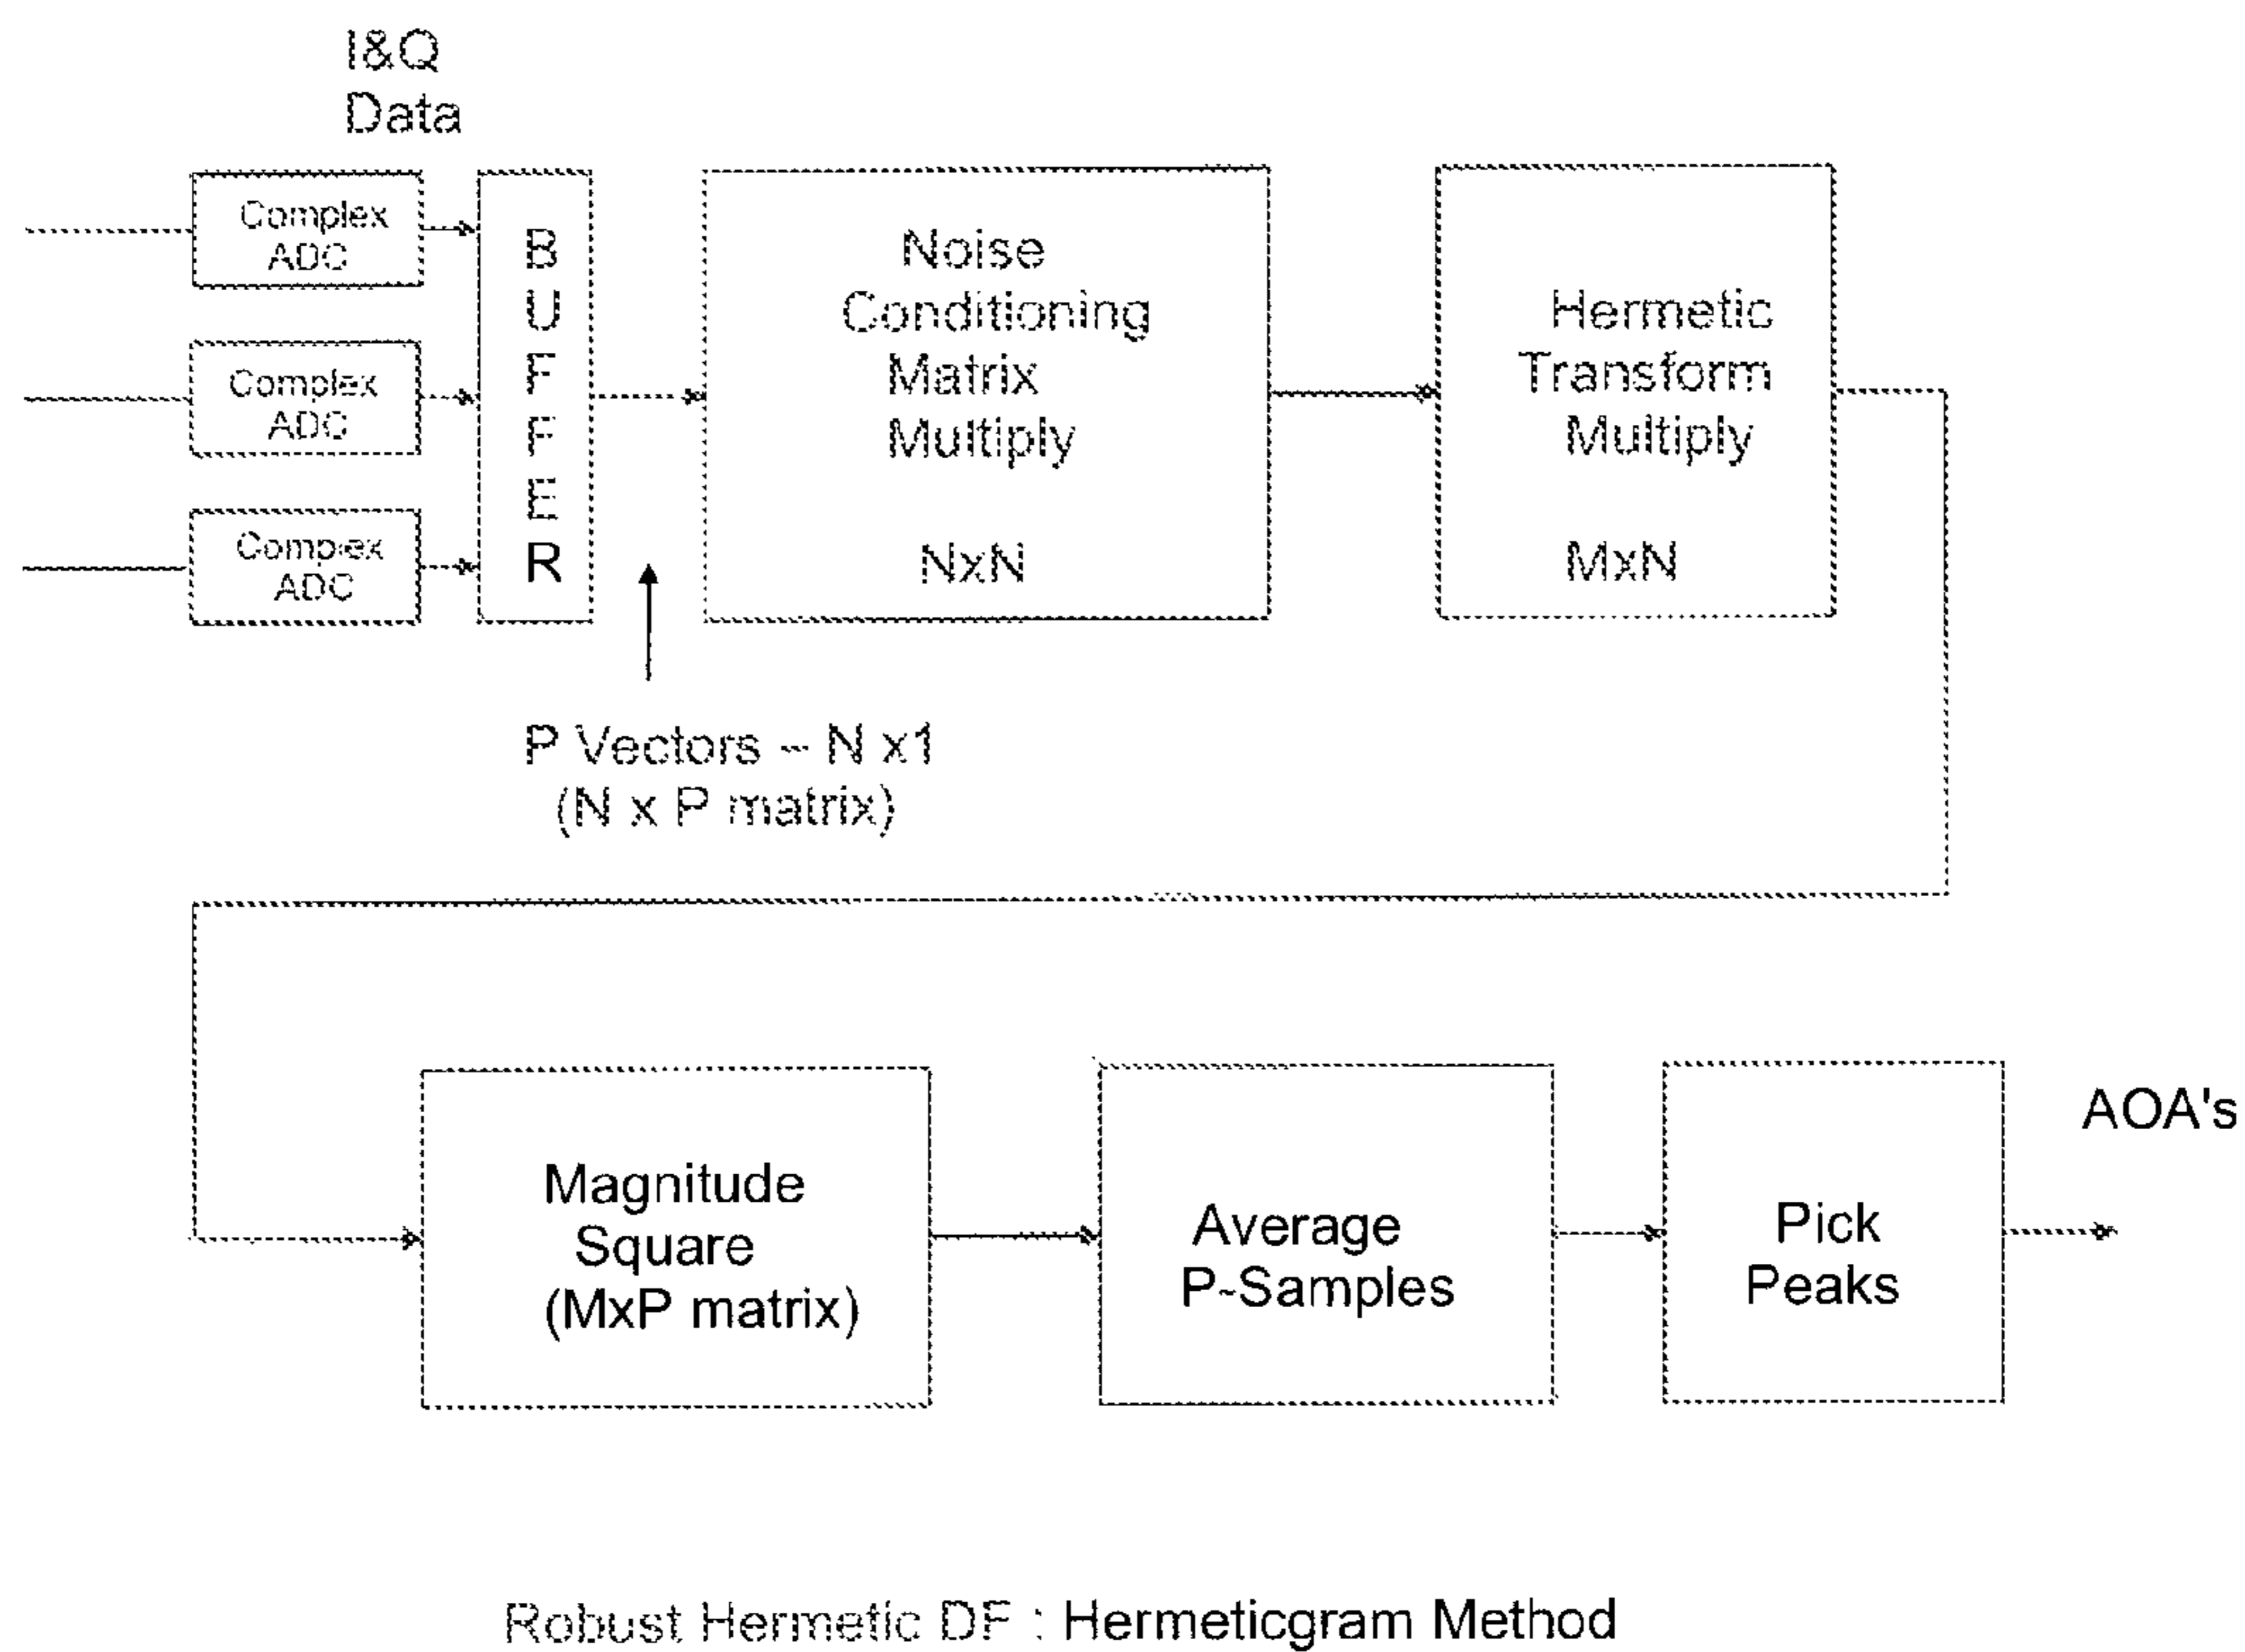 I&Q
Data
Complex
ADC
Complex
ADC
Complex
ADC
B
U
F
F
E
R
Noise
Conditioning
Matrix
Multiply
NxN
Hermetic
Transform
Multiply
MxN
P Vectors – N x1
(N x P matrix)
Magnitude
Square
(MxP matrix)
Average
P-Samples
Pick
Peaks
AOA's
Robust Hermetic DF : Hermeticgram Method